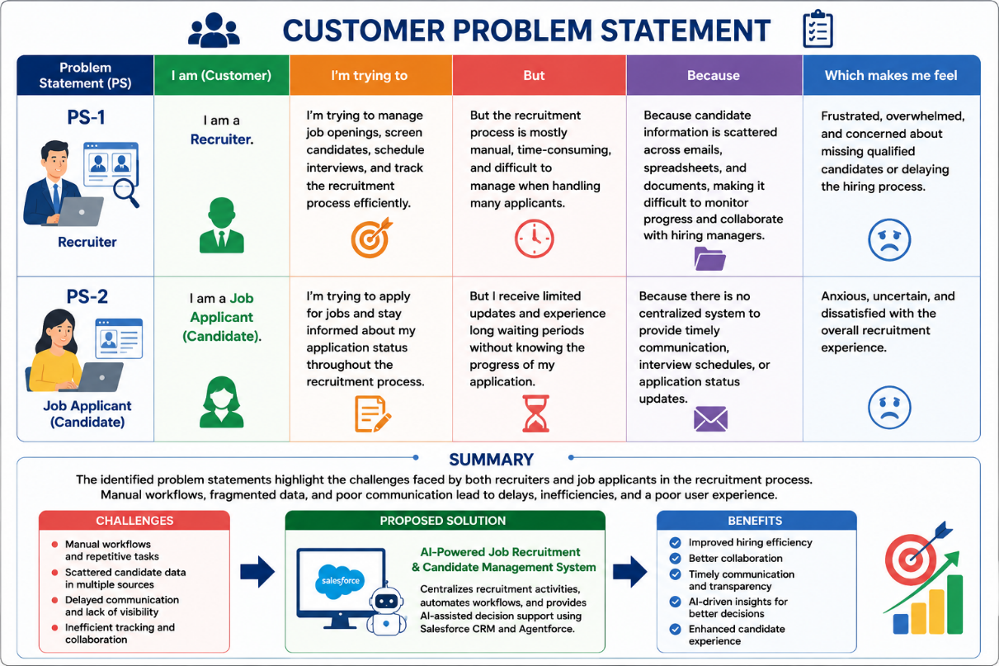 CUSTOMER PROBLEM STATEMENT
Problem
Statement (PS)
I am (Customer)
I'm trying to
But
Because
Which makes me feel
PS-1
Recruiter
I am a
Recruiter.
I'm trying to manage
job openings, screen
candidates, schedule
interviews, and track
the recruitment
process efficiently.
But the recruitment
process is mostly
manual, time-consuming,
and difficult to
manage when handling
many applicants.
Because candidate
information is scattered
across emails,
spreadsheets, and
documents, making it
difficult to monitor
progress and collaborate
with hiring managers.
Frustrated, overwhelmed,
and concerned about
missing qualified
candidates or delaying
the hiring process.
PS-2
Job Applicant
(Candidate)
I am a Job
Applicant
(Candidate).
I'm trying to apply
for jobs and stay
informed about my
application status
throughout the
recruitment process.
But I receive limited
updates and experience
long waiting periods
without knowing the
progress of my
application.
Because there is no
centralized system to
provide timely
communication,
interview schedules, or
application status
updates.
Anxious, uncertain, and
dissatisfied with the
overall recruitment
experience.
SUMMARY
The identified problem statements highlight the challenges faced by both recruiters and job applicants in the recruitment process.
Manual workflows, fragmented data, and poor communication lead to delays, inefficiencies, and a poor user experience.
CHALLENGES
Manual workflows
and repetitive tasks
Scattered candidate data
in multiple sources
Delayed communication
and lack of visibility
Inefficient tracking and
collaboration
PROPOSED SOLUTION
salesforce
AI-Powered Job Recruitment
& Candidate Management System
Centralizes recruitment activities,
automates workflows, and provides
AI-assisted decision support using
Salesforce CRM and Agentforce.
BENEFITS
Improved hiring efficiency
Better collaboration
Timely communication
and transparency
AI-driven insights for
better decisions
Enhanced candidate
experience